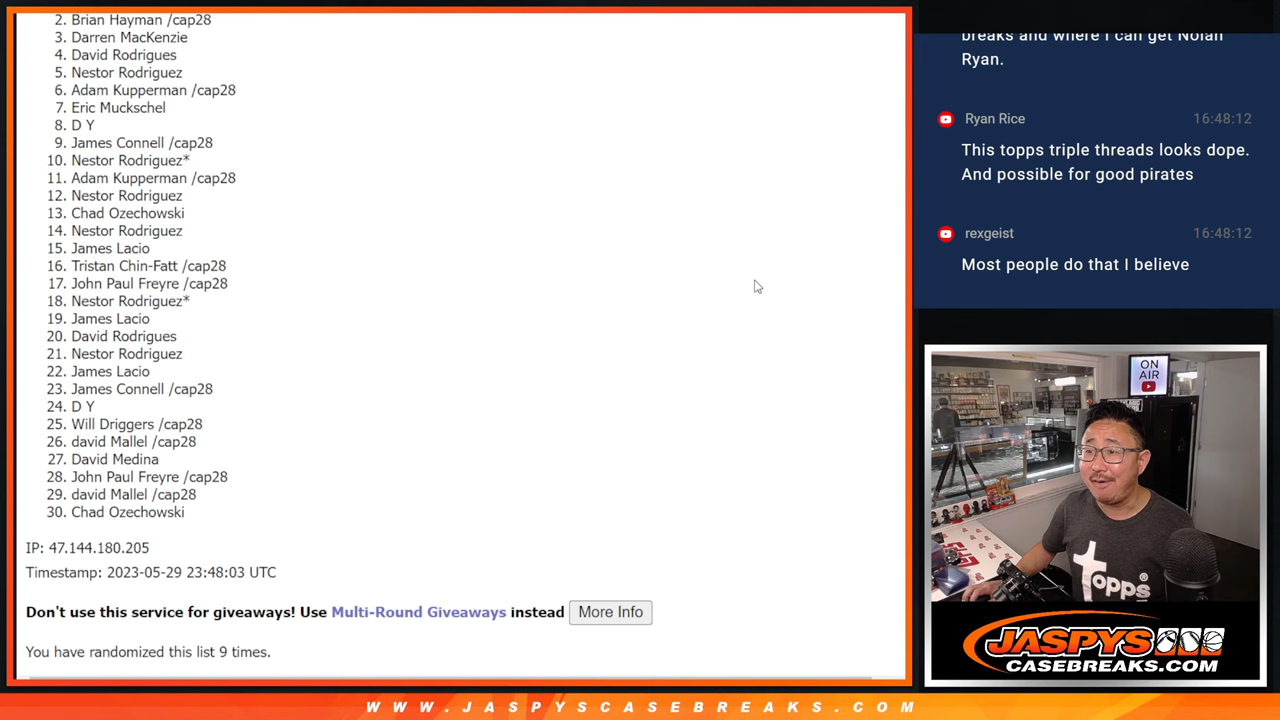 2. Brian Hayman /cap28
3. Darren MacKenzie
4. David Rodrigues
5. Nestor Rodriguez
6. Adam Kupperman /cap28
7. Eric Muckschel
8. D Y
9. James Connell /cap28
10. Nestor Rodriguez*
11. Adam Kupperman /cap28
12. Nestor Rodriguez
13. Chad Ozechowski
14. Nestor Rodriguez
15. James Lacio
16. Tristan Chin-Fatt /cap28
17. John Paul Freyre /cap28
18. Nestor Rodriguez*
19. James Lacio
20. David Rodrigues
21. Nestor Rodriguez
22. James Lacio
23. James Connell /cap28
24. D Y
25. Will Driggers /cap28
26. david Mallel /cap28
27. David Medina
28. John Paul Freyre /cap28
29. david Mallel /cap28
30. Chad Ozechowski
IP: 47.144.180.205
Timestamp: 2023-05-29 23:48:03 UTC
Don't use this service for giveaways! Use Multi-Round Giveaways instead More Info
You have randomized this list 9 times.
breaks and where I can get Nolan
Ryan.
Ryan Rice 16:48:12
This topps triple threads looks dope.
And possible for good pirates
rexgeist 16:48:12
Most people do that I believe
ON
AIR
topps®
JASPYS
CASEBREAKS.COM
WWW.JASPYSCASEBREAKS.COM